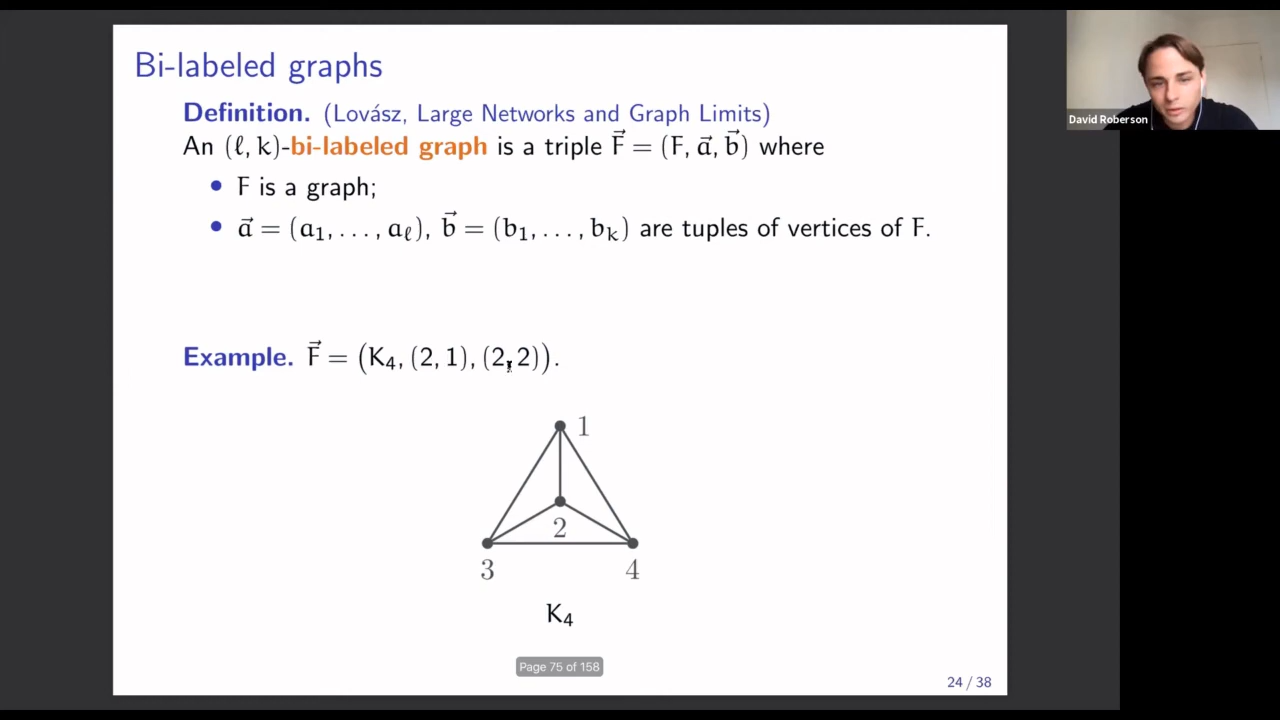 Bi-labeled graphs
Definition. (Lovász, Large Networks and Graph Limits)
An (ℓ, k)-bi-labeled graph is a triple F⃗ = (F, a⃗, b⃗) where
• F is a graph;
• a⃗ = (a₁, . . . , aℓ), b⃗ = (b₁, . . . , bₖ) are tuples of vertices of F.
Example. F⃗ = (K₄, (2, 1), (2, 2)).
1
2
3
4
K₄
Page 75 of 158
24 / 38
David Roberson